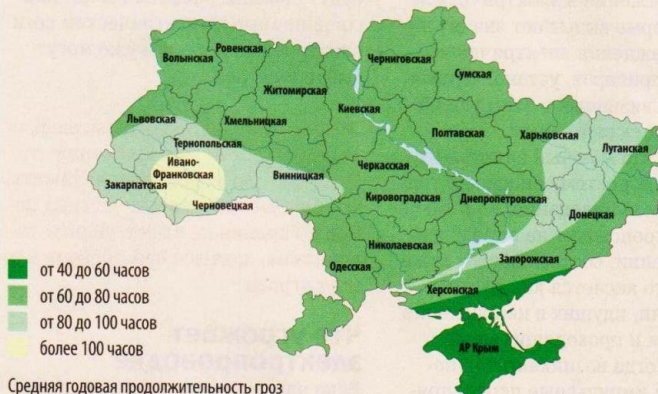 Волынская
Ровенская
Житомирская
Киевская
Черниговская
Сумская
Львовская
Тернопольская
Хмельницкая
Ивано-
Франковская
Закарпатская
Черновецкая
Винницкая
Черкасская
Полтавская
Харьковская
Луганская
Кировоградская
Днепропетровская
Донецкая
Одесская
Николаевская
Херсонская
Запорожская
АР Крым
от 40 до 60 часов
от 60 до 80 часов
от 80 до 100 часов
более 100 часов
Средняя годовая продолжительность гроз